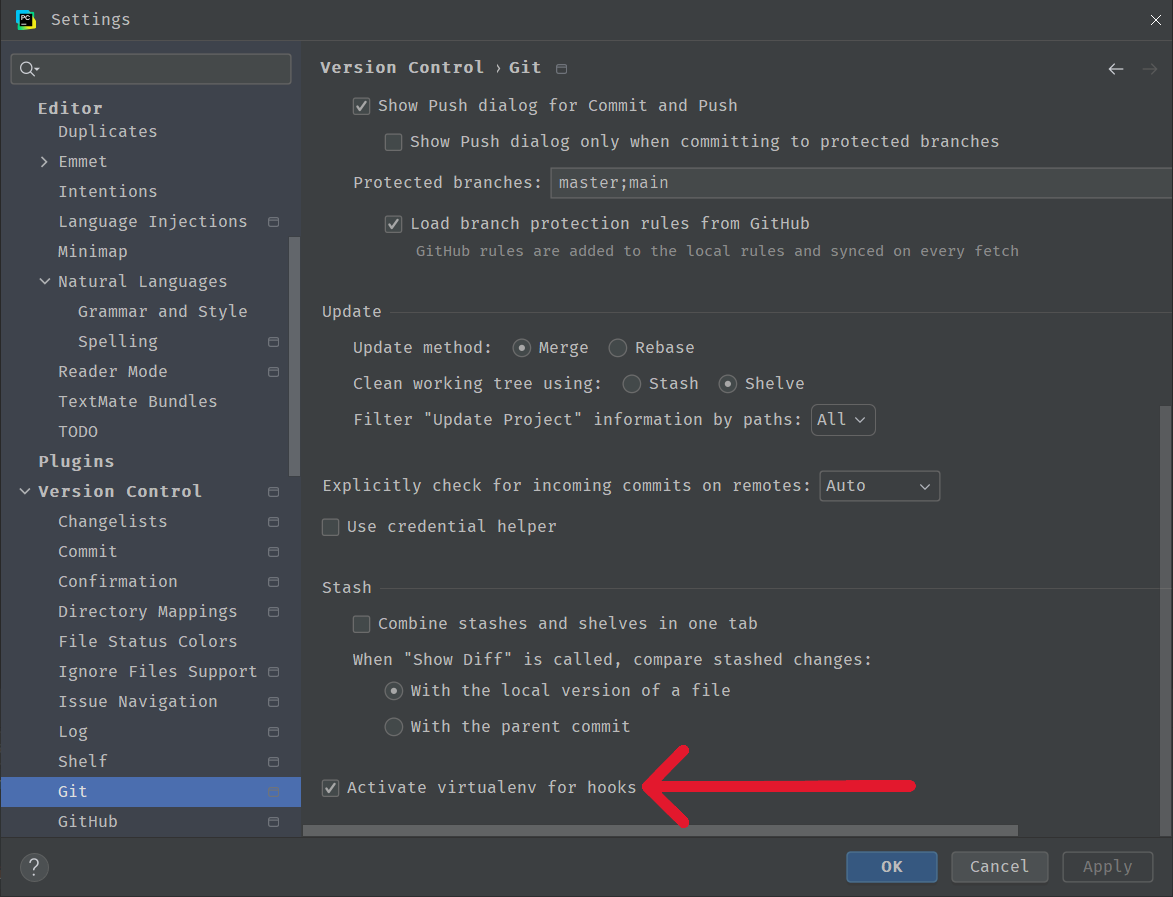 PC
Settings
Editor
Duplicates
Emmet
Intentions
Language Injections
Minimap
Natural Languages
Grammar and Style
Spelling
Reader Mode
TextMate Bundles
TODO
Plugins
Version Control
Changelists
Commit
Confirmation
Directory Mappings
File Status Colors
Ignore Files Support
Issue Navigation
Log
Shelf
Git
GitHub
Version Control › Git
Show Push dialog for Commit and Push
Show Push dialog only when committing to protected branches
Protected branches: master;main
Load branch protection rules from GitHub
GitHub rules are added to the local rules and synced on every fetch
Update
Update method: Merge Rebase
Clean working tree using: Stash Shelve
Filter "Update Project" information by paths: All
Explicitly check for incoming commits on remotes: Auto
Use credential helper
Stash
Combine stashes and shelves in one tab
When "Show Diff" is called, compare stashed changes:
With the local version of a file
With the parent commit
Activate virtualenv for hooks
? OK Cancel Apply